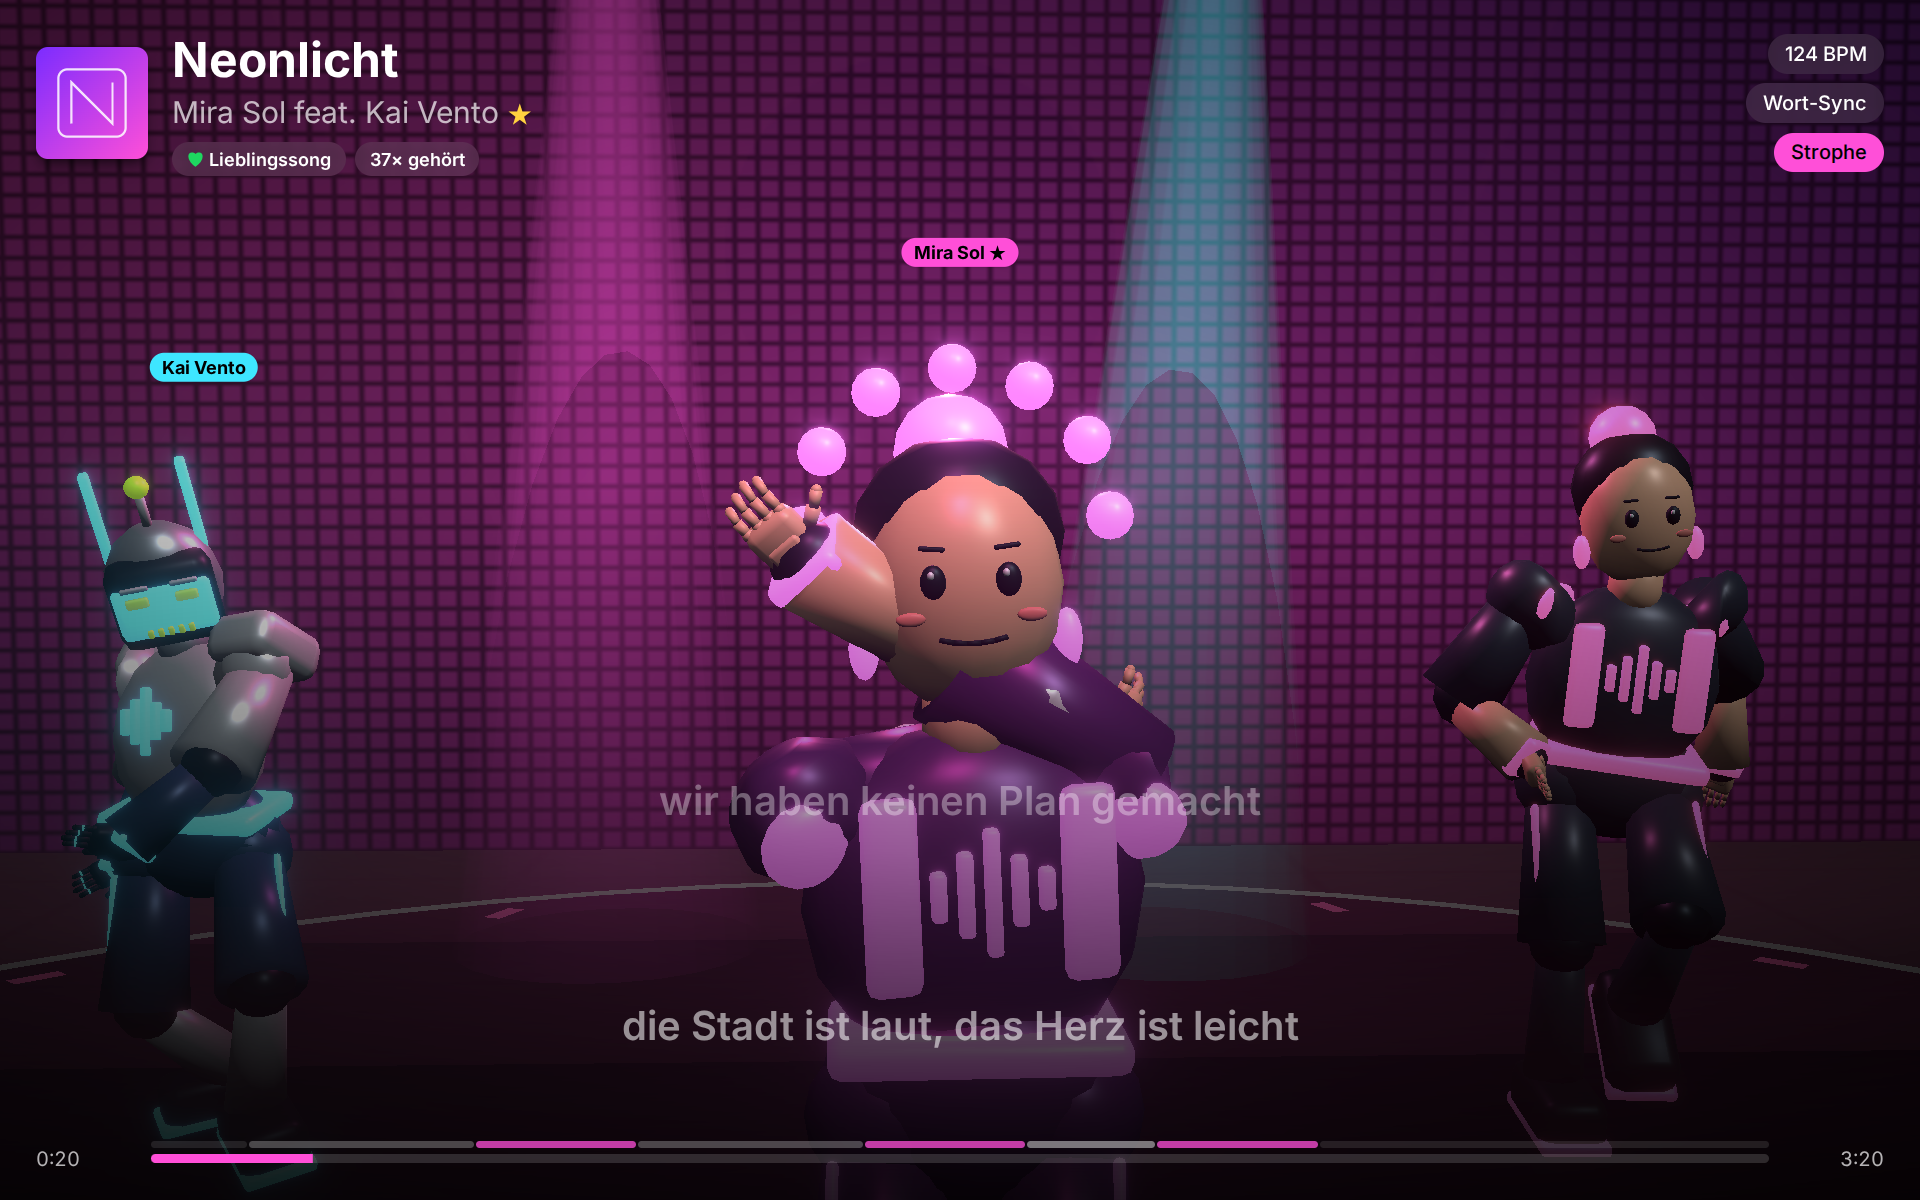 Neonlicht
Mira Sol feat. Kai Vento ★
Lieblingssong
37× gehört
124 BPM
Wort-Sync
Strophe
Mira Sol ★
Kai Vento
wir haben keinen Plan gemacht
die Stadt ist laut, das Herz ist leicht
0:20
3:20